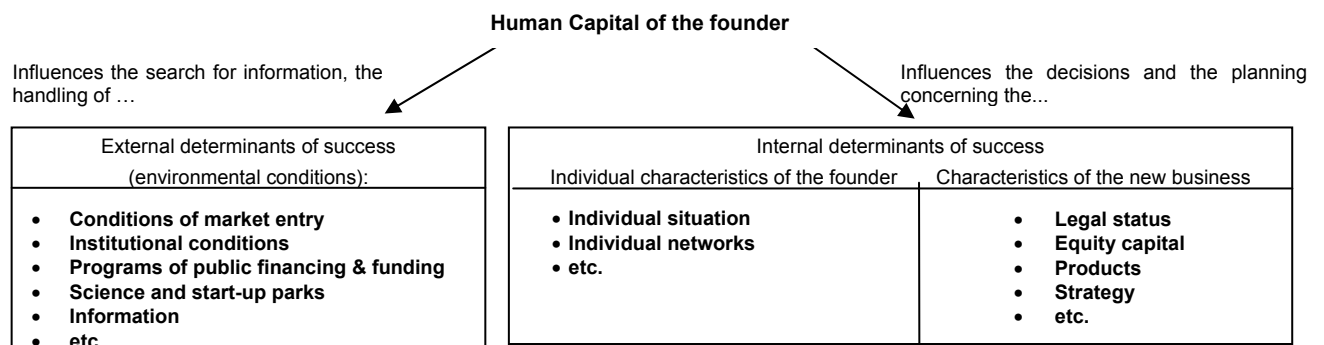 Human Capital of the founder
Influences the search for information, the
handling of …
Influences the decisions and the planning
concerning the...
External determinants of success
(environmental conditions):
• Conditions of market entry
• Institutional conditions
• Programs of public financing & funding
• Science and start-up parks
• Information
• etc
Internal determinants of success
Individual characteristics of the founder
• Individual situation
• Individual networks
• etc.
Characteristics of the new business
• Legal status
• Equity capital
• Products
• Strategy
• etc.